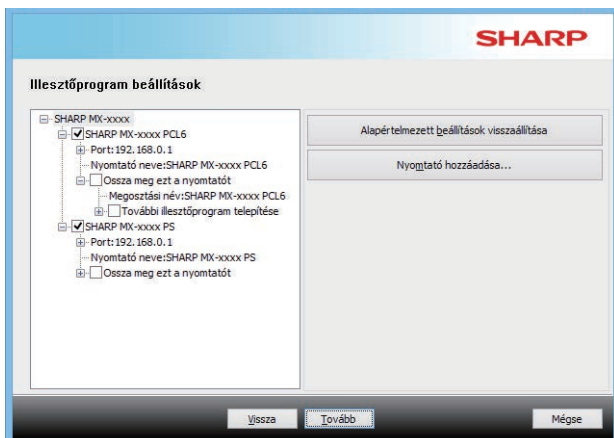 SHARP
Illesztőprogram beállítások
SHARP MX-xxxx
SHARP MX-xxxx PCL6
Port:192.168.0.1
Nyomtató neve:SHARP MX-xxxx PCL6
Ossza meg ezt a nyomtatót
Megosztási név:SHARP MX-xxxx PCL6
További illesztőprogram telepítése
SHARP MX-xxxx PS
Port:192.168.0.1
Nyomtató neve:SHARP MX-xxxx PS
Ossza meg ezt a nyomtatót
Alapértelmezett beállítások visszaállítása
Nyomtató hozzáadása...
Vissza
Tovább
Mégse